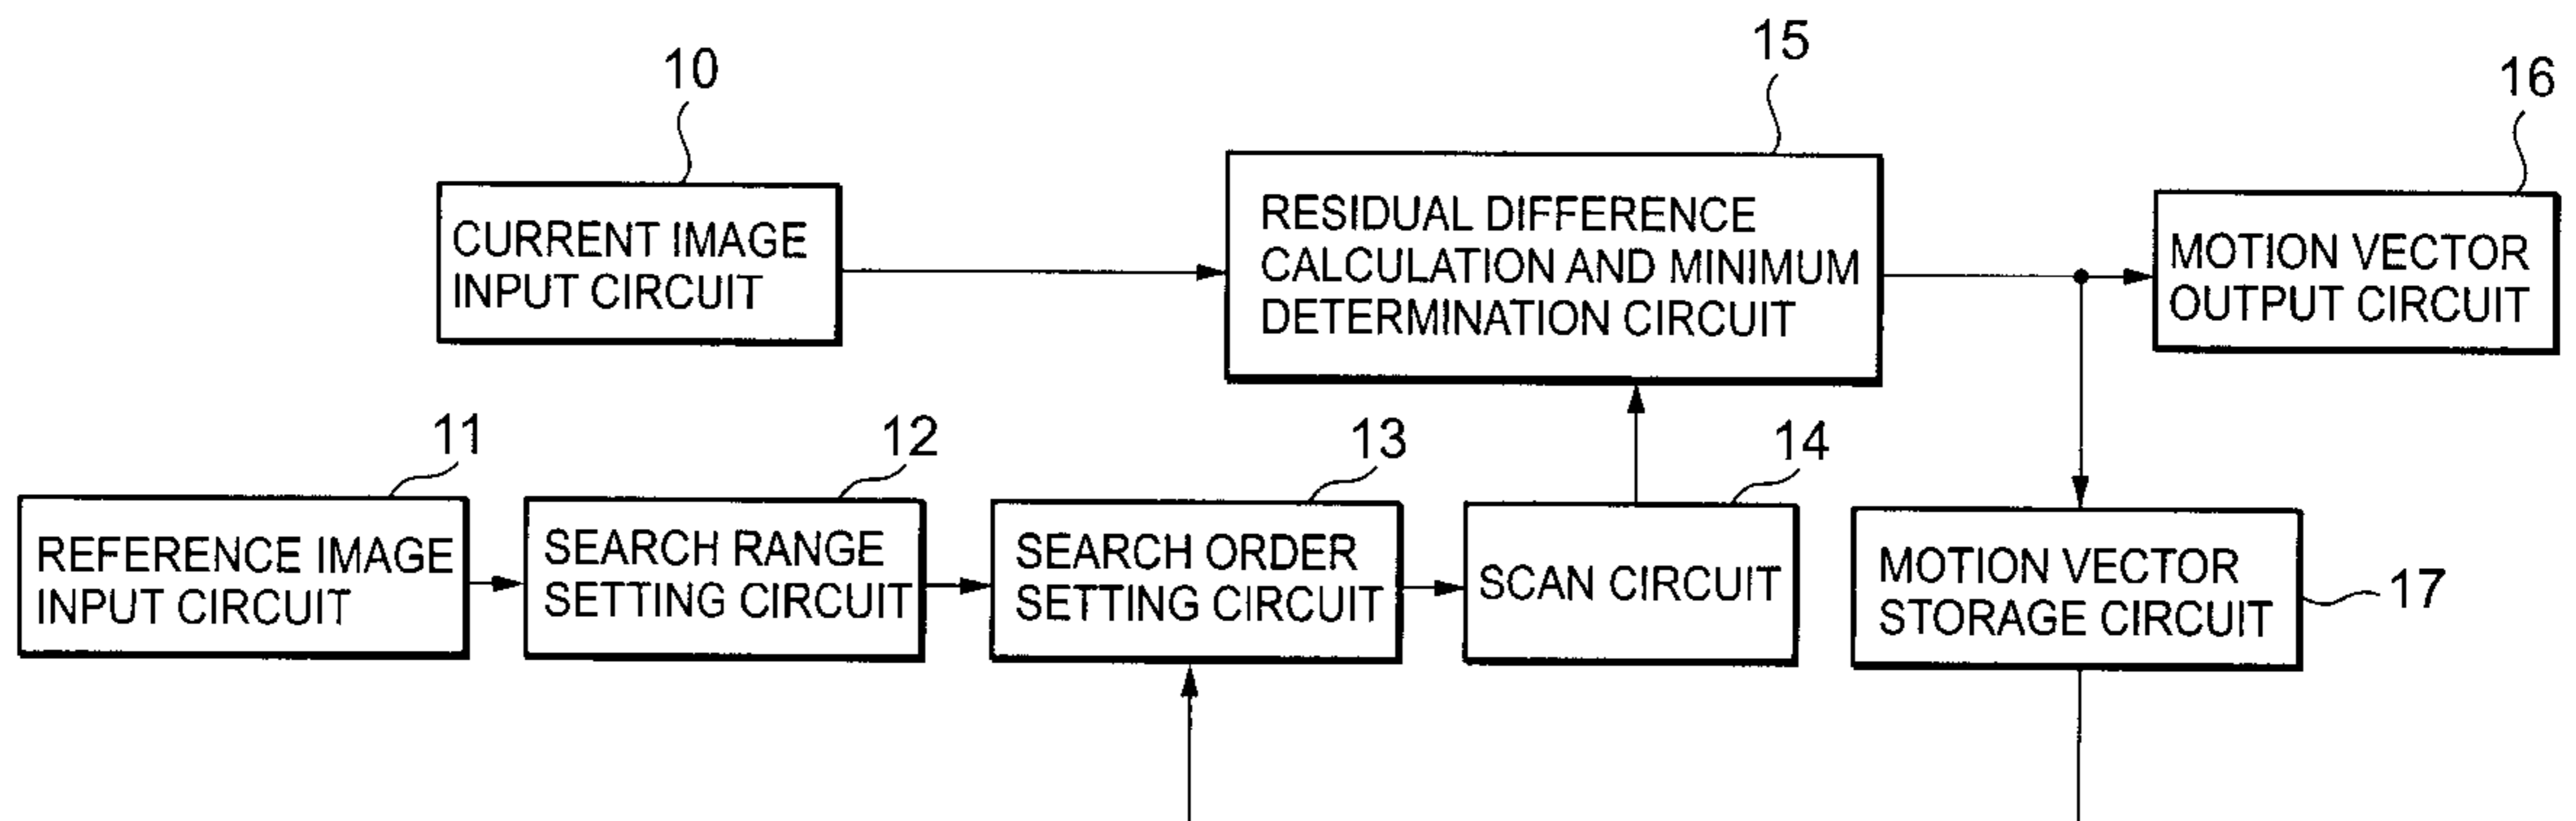 10
CURRENT IMAGE
INPUT CIRCUIT
15
RESIDUAL DIFFERENCE
CALCULATION AND MINIMUM
DETERMINATION CIRCUIT
16
MOTION VECTOR
OUTPUT CIRCUIT
11
REFERENCE IMAGE
INPUT CIRCUIT
12
SEARCH RANGE
SETTING CIRCUIT
13
SEARCH ORDER
SETTING CIRCUIT
14
SCAN CIRCUIT
MOTION VECTOR
STORAGE CIRCUIT
17